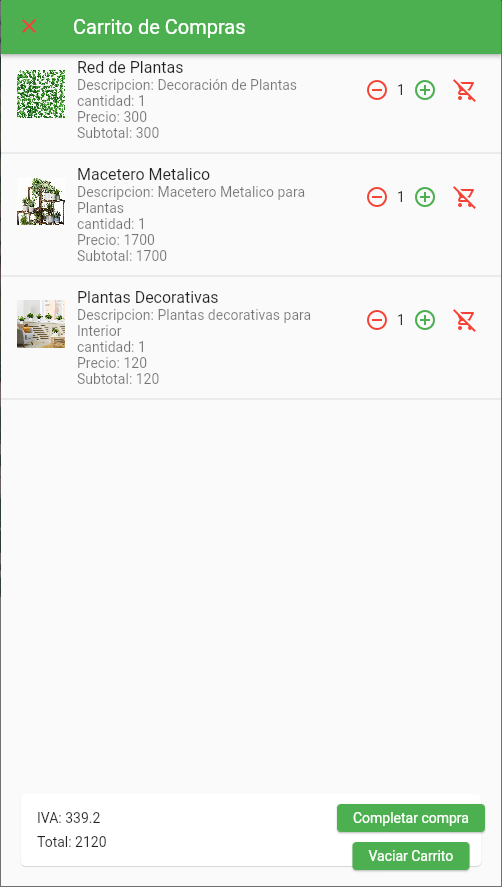 Carrito de Compras
Red de Plantas
Descripcion: Decoración de Plantas
cantidad: 1
Precio: 300
Subtotal: 300
1
Macetero Metalico
Descripcion: Macetero Metalico para
Plantas
cantidad: 1
Precio: 1700
Subtotal: 1700
1
Plantas Decorativas
Descripcion: Plantas decorativas para
Interior
cantidad: 1
Precio: 120
Subtotal: 120
1
IVA: 339.2
Total: 2120
Completar compra
Vaciar Carrito